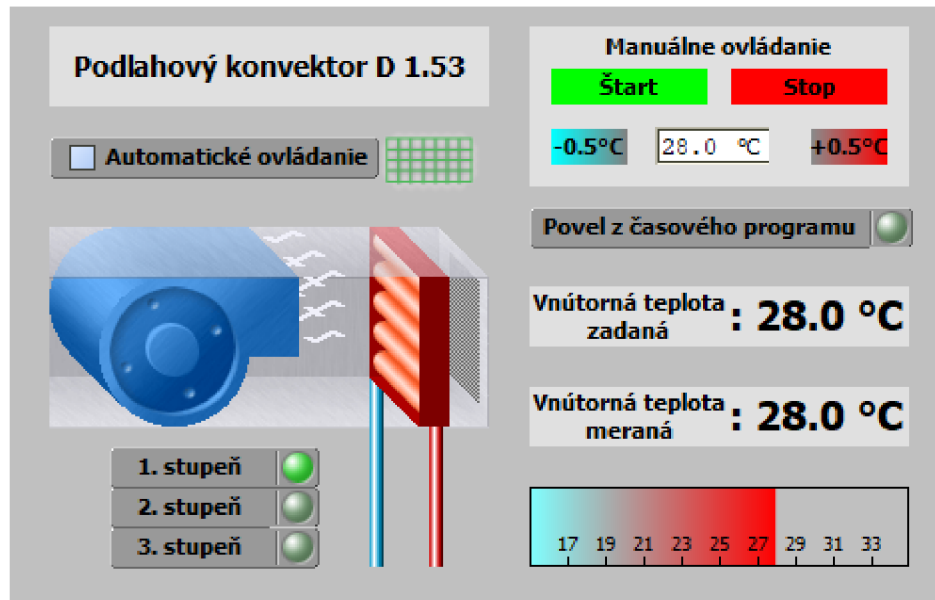 Podlahový konvektor D 1.53
Automatické ovládanie
1. stupeň
2. stupeň
3. stupeň
Manuálne ovládanie
Štart Stop
-0.5°C 28.0 °C +0.5°C
Povel z časového programu
Vnútorná teplota
zadaná : 28.0 °C
Vnútorná teplota
meraná : 28.0 °C
17 19 21 23 25 27 29 31 33